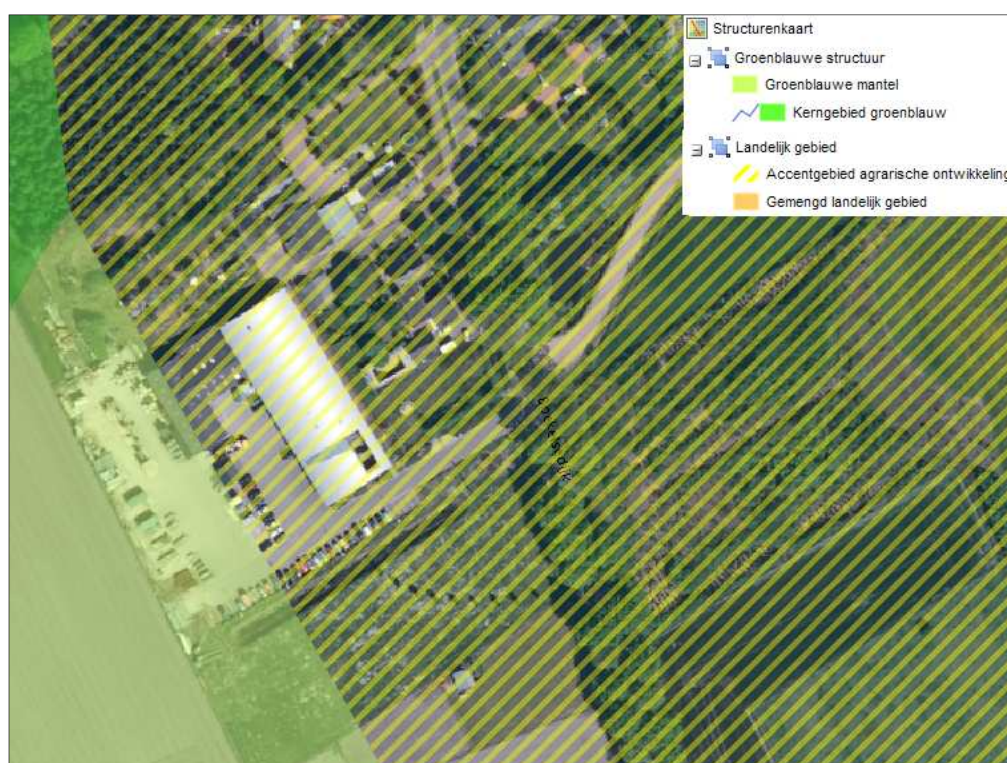 Structurenkaart
Groenblauwe structuur
Groenblauwe mantel
Kerngebied groenblauw
Landelijk gebied
Accentgebied agrarische ontwikkeling
Gemengd landelijk gebied